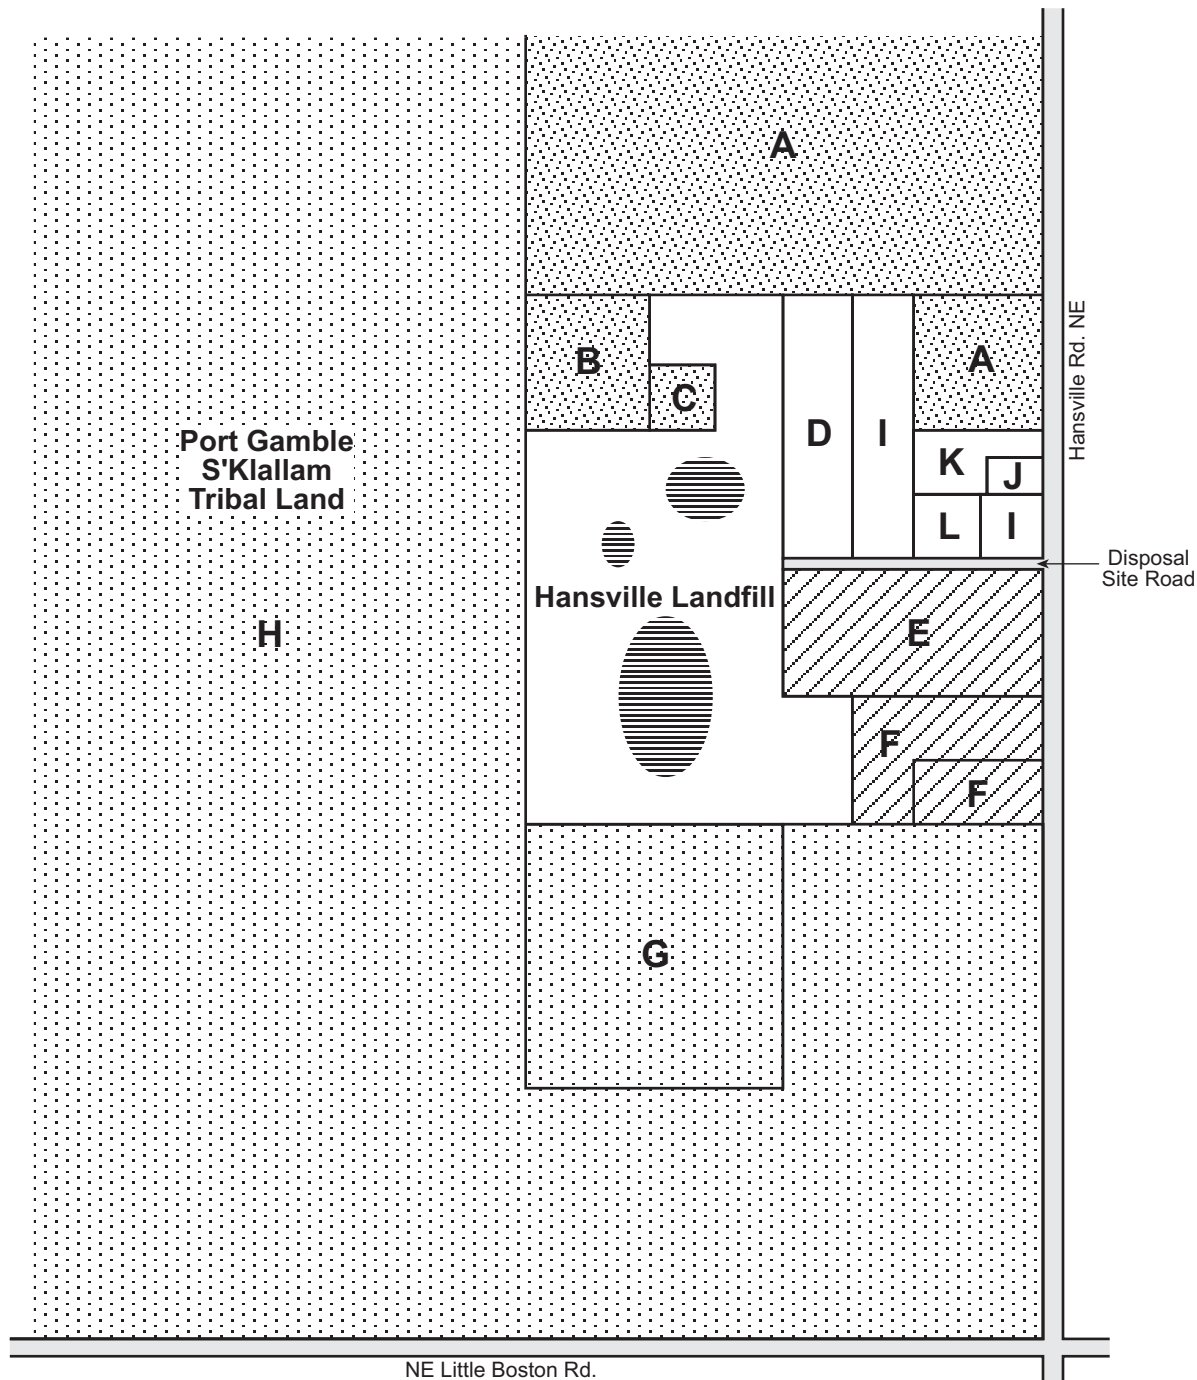 A
Hansville Rd. NE
B
A
C
Port Gamble
S'Klallam
Tribal Land
D
I
K
J
L
I
Disposal
Site Road
Hansville Landfill
H
E
F
F
G
NE Little Boston Rd.